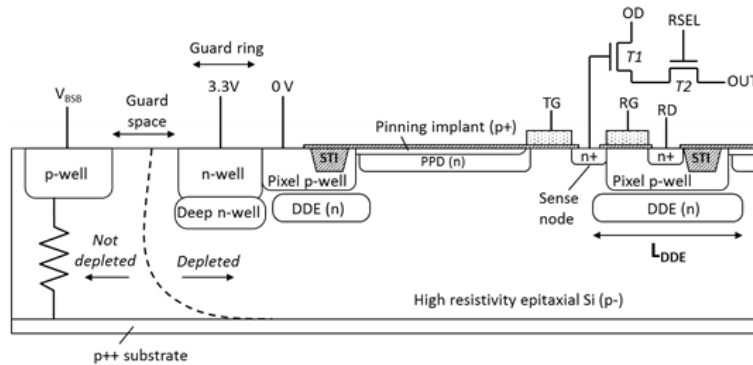 OD
RSEL
Guard ring
T1
3.3V
0 V
T2
OUT
V_BSB
Guard
space
TG
RG
RD
Pinning implant (p+)
STI
n+
n+
STI
p-well
n-well
PPD (n)
Pixel p-well
Pixel p-well
Sense
node
Deep n-well
DDE (n)
DDE (n)
Not
depleted
Depleted
L_DDE
High resistivity epitaxial Si (p-)
p++ substrate